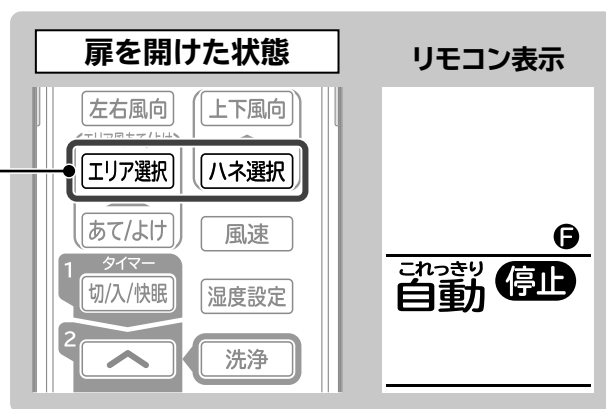 扉を開けた状態
リモコン表示
左右風向
上下風向
エリア選択
ハネ選択
あて/よけ
風速
F
これっきり
自動
停止
1
タイマー
切/入/快眠
湿度設定
2
洗浄